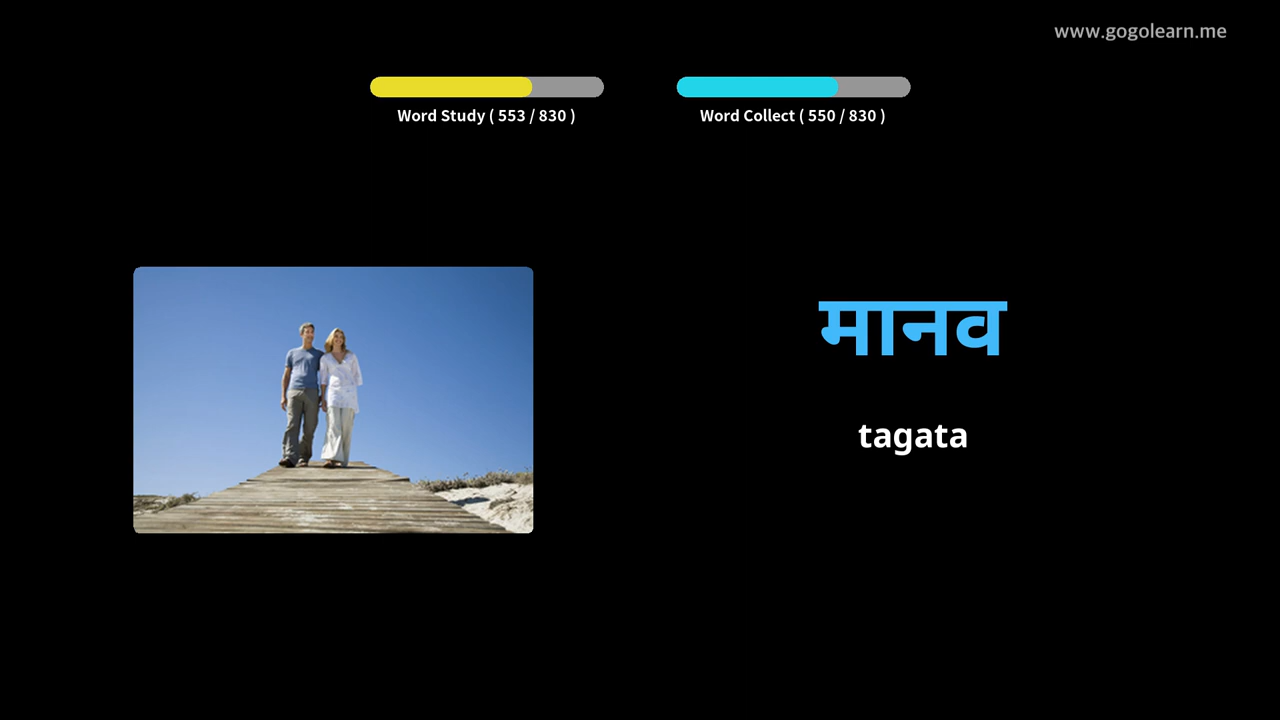 www.gogolearn.me
Word Study ( 553 / 830 )
Word Collect ( 550 / 830 )
मानव
tagata